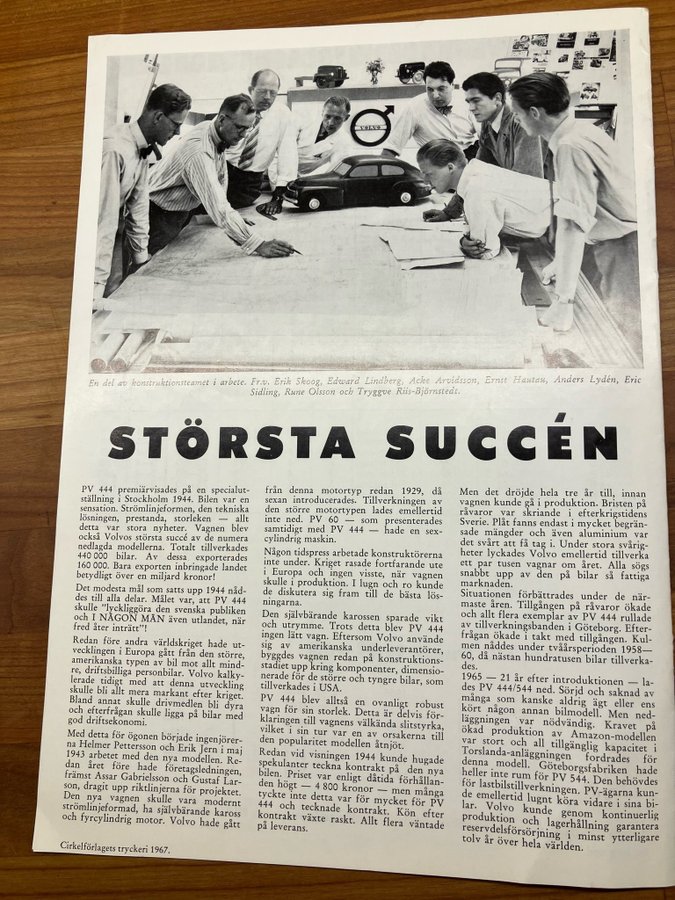 VOLVO
En del av konstruktionsteamet i arbete. Fr.v. Erik Skoog, Edward Lindberg, Acke Arvidsson, Ernst Hautau, Anders Lydén, Eric
Sidling, Rune Olsson och Tryggve Riis-Björnstedt.
STÖRSTA SUCCÉN
PV 444 premiärvisades på en specialut-
ställning i Stockholm 1944. Bilen var en
sensation. Strömlinjeformen, den tekniska
lösningen, prestanda, storleken — allt
detta var stora nyheter. Vagnen blev
också Volvos största succé av de numera
nedlagda modellerna. Totalt tillverkades
440 000 bilar. Av dessa exporterades
160 000. Bara exporten inbringade landet
betydligt över en miljard kronor!
Det modesta mål som satts upp 1944 nåd-
des till alla delar. Målet var, att PV 444
skulle "lyckliggöra den svenska publiken
och I NÅGON MÅN även utlandet, när
fred åter inträtt"!
Redan före andra världskriget hade ut-
vecklingen i Europa gått från den större,
amerikanska typen av bil mot allt mind-
re, driftsbilliga personbilar. Volvo kalky-
lerade tidigt med att denna utveckling
skulle bli allt mera markant efter kriget.
Bland annat skulle drivmedlen bli dyra
och efterfrågan skulle ligga på bilar med
god driftsekonomi.
Med detta för ögonen började ingenjörer-
na Helmer Pettersson och Erik Jern i maj
1943 arbetet med den nya modellen. Re-
dan året före hade företagsledningen,
främst Assar Gabrielsson och Gustaf Lar-
son, dragit upp riktlinjerna för projektet.
Den nya vagnen skulle vara modernt
strömlinjeformad, ha självbärande kaross
och fyrcylindrig motor. Volvo hade gått
från denna motortyp redan 1929, då
sexan introducerades. Tillverkningen av
den större motortypen lades emellertid
inte ned. PV 60 — som presenterades
samtidigt med PV 444 — hade en sex-
cylindrig maskin.
Någon tidspress arbetade konstruktörerna
inte under. Kriget rasade fortfarande ute
i Europa och ingen visste, när vagnen
skulle i produktion. I lugn och ro kunde
de diskutera sig fram till de bästa lös-
ningarna.
Den självbärande karossen sparade vikt
och utrymme. Trots detta blev PV 444
ingen lätt vagn. Eftersom Volvo använde
sig av amerikanska underleverantörer,
byggdes vagnen redan på konstruktions-
stadiet upp kring komponenter, dimensio-
nerade för de större och tyngre bilar, som
tillverkades i USA.
PV 444 blev alltså en ovanligt robust
vagn för sin storlek. Detta är delvis för-
klaringen till vagnens välkända slitstyrka,
vilket i sin tur var en av orsakerna till
den popularitet modellen åtnjöt.
Redan vid visningen 1944 kunde hugade
spekulanter teckna kontrakt på den nya
bilen. Priset var enligt dåtida förhållan-
den högt — 4 800 kronor — men många
tyckte inte detta var för mycket för PV
444 och tecknade kontrakt. Kön efter
kontrakt växte raskt. Allt flera väntade
på leverans.
Men det dröjde hela tre år till, innan
vagnen kunde gå i produktion. Bristen på
råvaror var skriande i efterkrigstidens
Sverie. Plåt fanns endast i mycket begrän-
sade mängder och även aluminium var
det svårt att få tag i. Under stora svårig-
heter lyckades Volvo emellertid tillverka
ett par tusen vagnar om året. Alla sögs
snabbt upp av den på bilar så fattiga
marknaden.
Situationen förbättrades under de när-
maste åren. Tillgången på råvaror ökade
och allt flera exemplar av PV 444 rullade
av tillverkningsbanden i Göteborg. Efter-
frågan ökade i takt med tillgången. Kul-
men nåddes under tvåårsperioden 1958—
60, då nästan hundratusen bilar tillverka-
des.
1965 — 21 år efter introduktionen — la-
des PV 444/544 ned. Sörjd och saknad av
många som kanske aldrig ägt eller ens
kört någon annan bilmodell. Men ned-
läggningen var nödvändig. Kravet på
ökad produktion av Amazon-modellen
var stort och all tillgänglig kapacitet i
Torslanda-anläggningen fordrades för
denna modell. Göteborgsfabriken hade
heller inte rum för PV 544. Den behövdes
för lastbilstillverkningen. PV-ägarna kun-
de emellertid lugnt köra vidare i sina bi-
lar. Volvo kunde genom kontinuerlig
produktion och lagerhållning garantera
reservdelsförsörjning i minst ytterligare
tolv år över hela världen.
Cirkelförlagets tryckeri 1967.